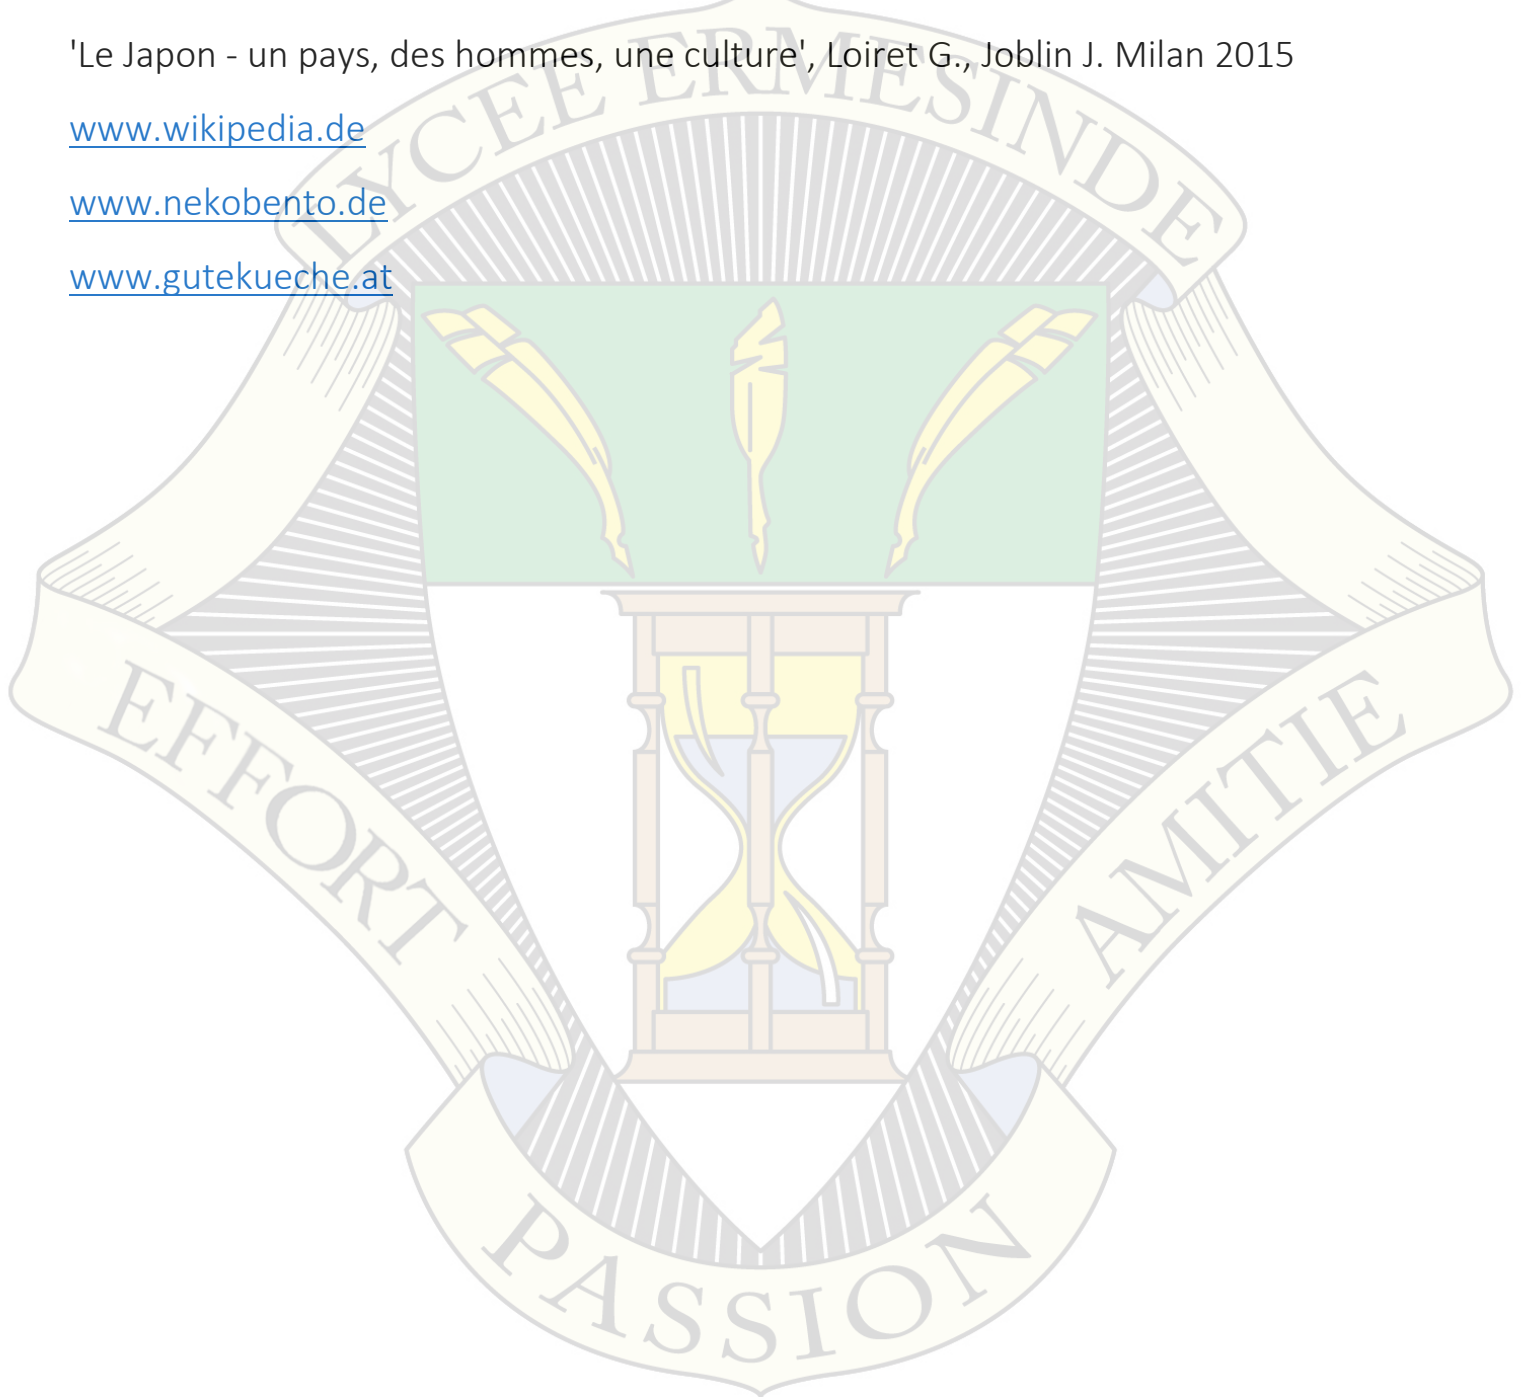 'Le Japon - un pays, des hommes, une culture', Loiret G., Joblin J. Milan 2015
www.wikipedia.de
www.nekobento.de
www.gutekueche.at
LYCEE ERMESINDE
EFFORT
AMITIE
PASSION